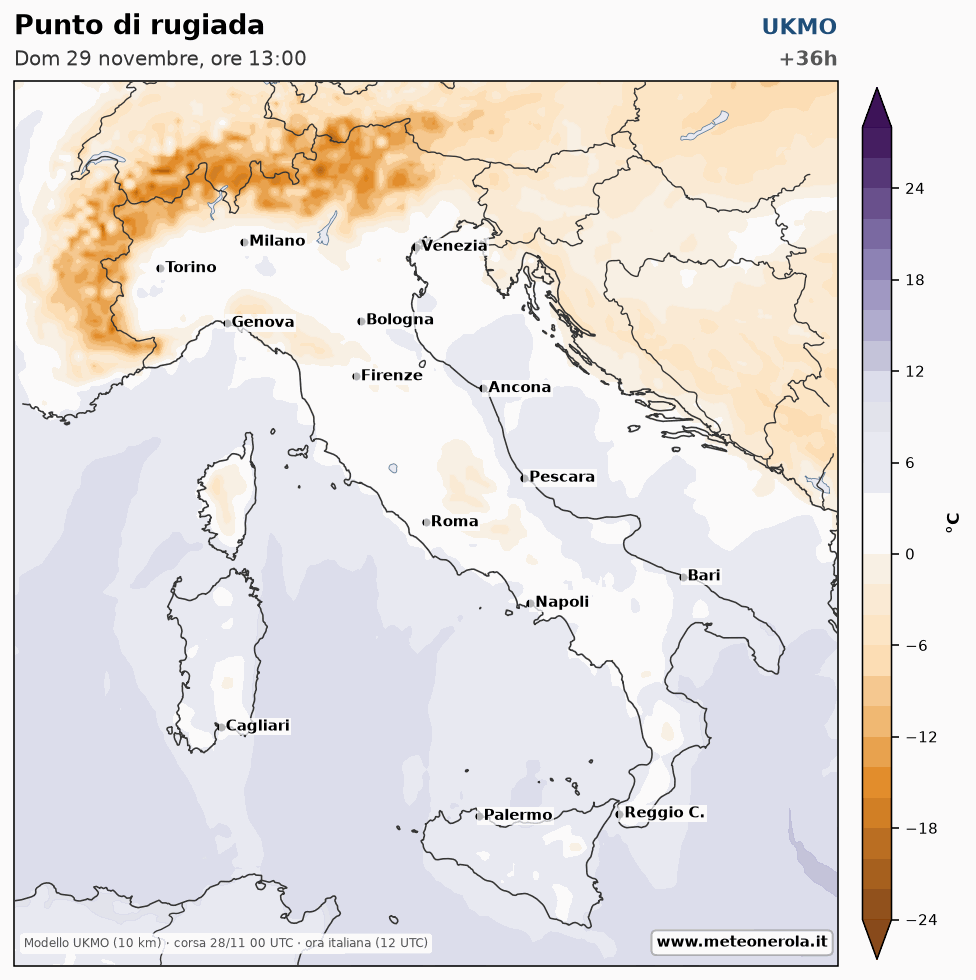 Punto di rugiada
UKMO
Dom 29 novembre, ore 13:00
+36h
24
18
12
6
0
−6
−12
−18
−24
°C
Milano
Venezia
Torino
Genova
Bologna
Firenze
Ancona
Pescara
Roma
Bari
Napoli
Cagliari
Palermo
Reggio C.
Modello UKMO (10 km) · corsa 28/11 00 UTC · ora italiana (12 UTC)
www.meteonerola.it